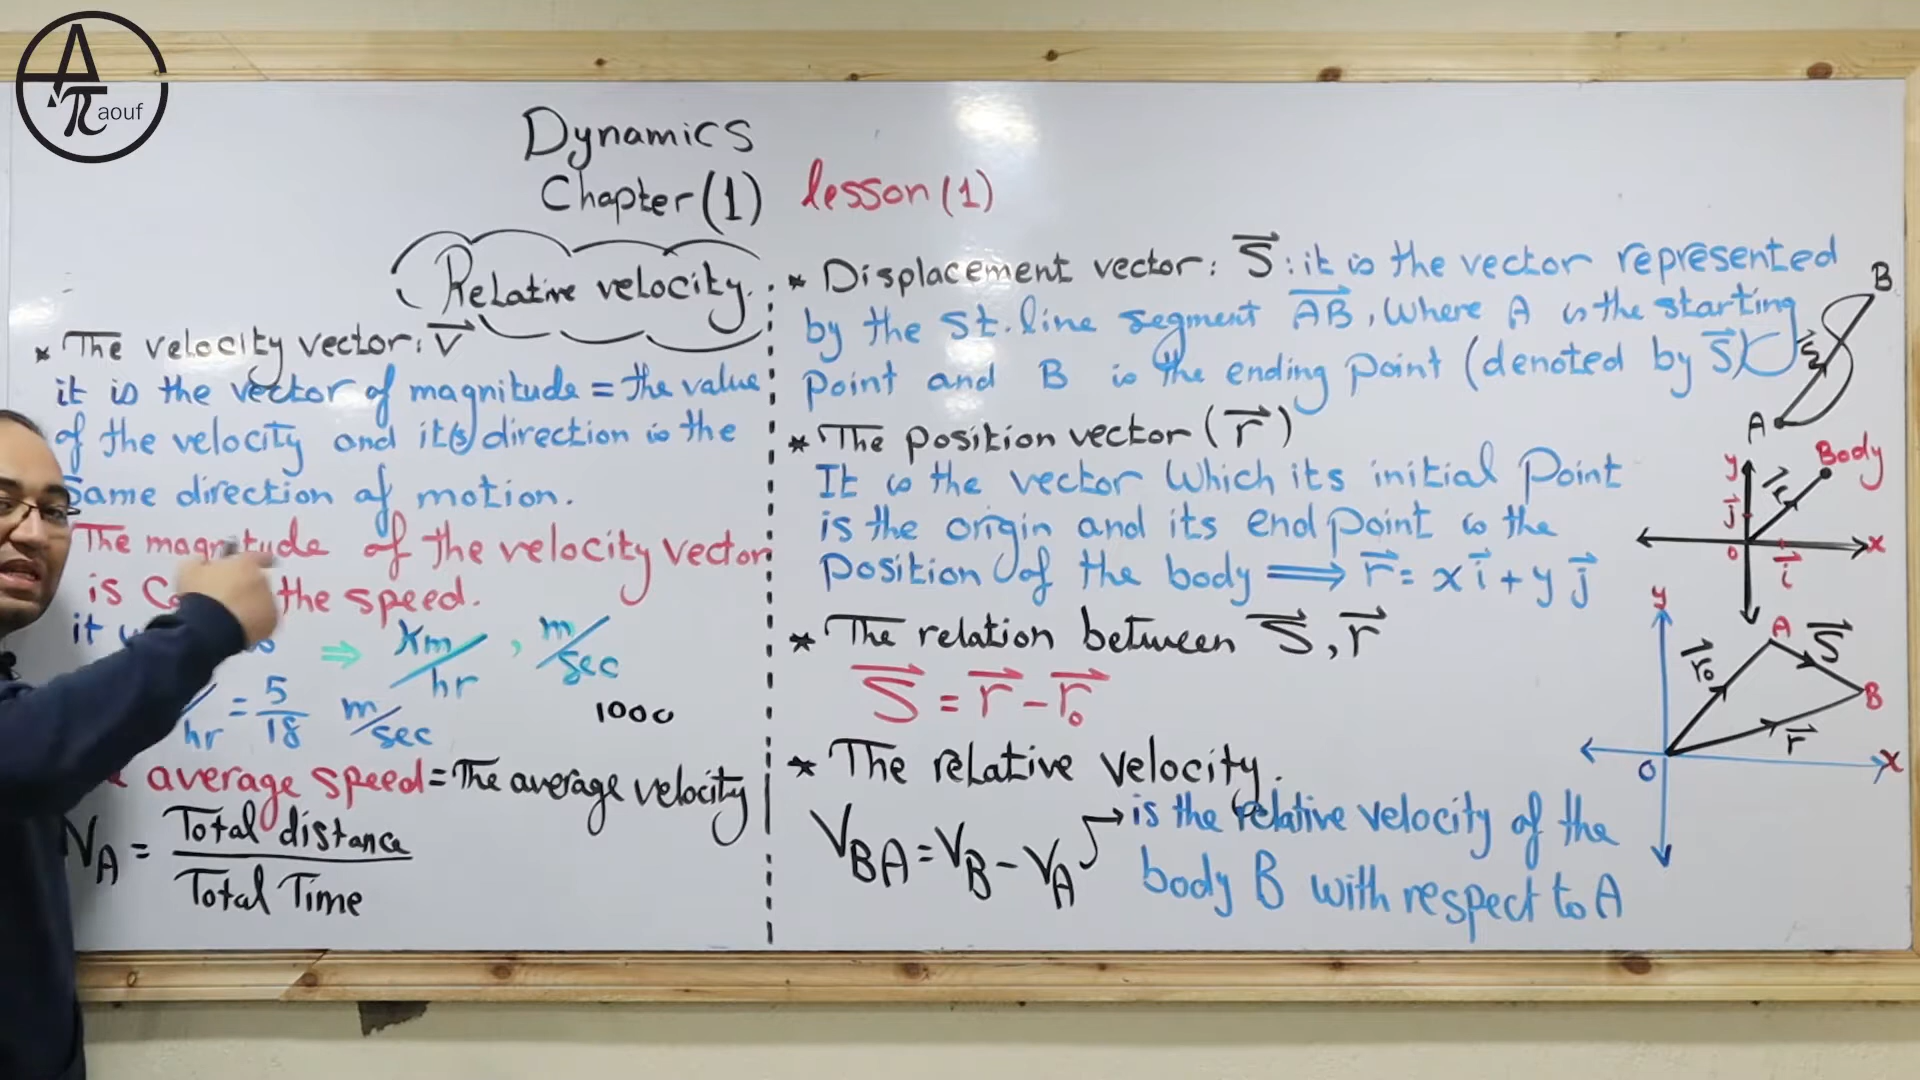 aouf
Dynamics
Chapter (1) lesson (1)
Relative velocity.
* The velocity vector: V
it is the vector of magnitude = the value
of the velocity and it(s) direction is the
same direction of motion.
The magnitude of the velocity vector
is the speed.
it
⇒ Km/hr , m/sec
hr = 5/18 m/sec
1000
average speed = The average velocity
VA = Total distance / Total Time
* Displacement vector: S : it is the vector represented
by the st. line segment AB, Where A is the starting
Point and B is the ending point (denoted by S)
* The position vector (r)
It is the vector Which its initial Point
is the origin and its end point is the
Position of the body ⟹ r = x i + y j
* The relation between S, r
S = r - r₀
* The relative velocity.
VBA = VB - VA → is the relative velocity of the
body B with respect to A
B
S
A
y
Body
r
j
o
x
i
y
A
S
r₀
B
r
O
x